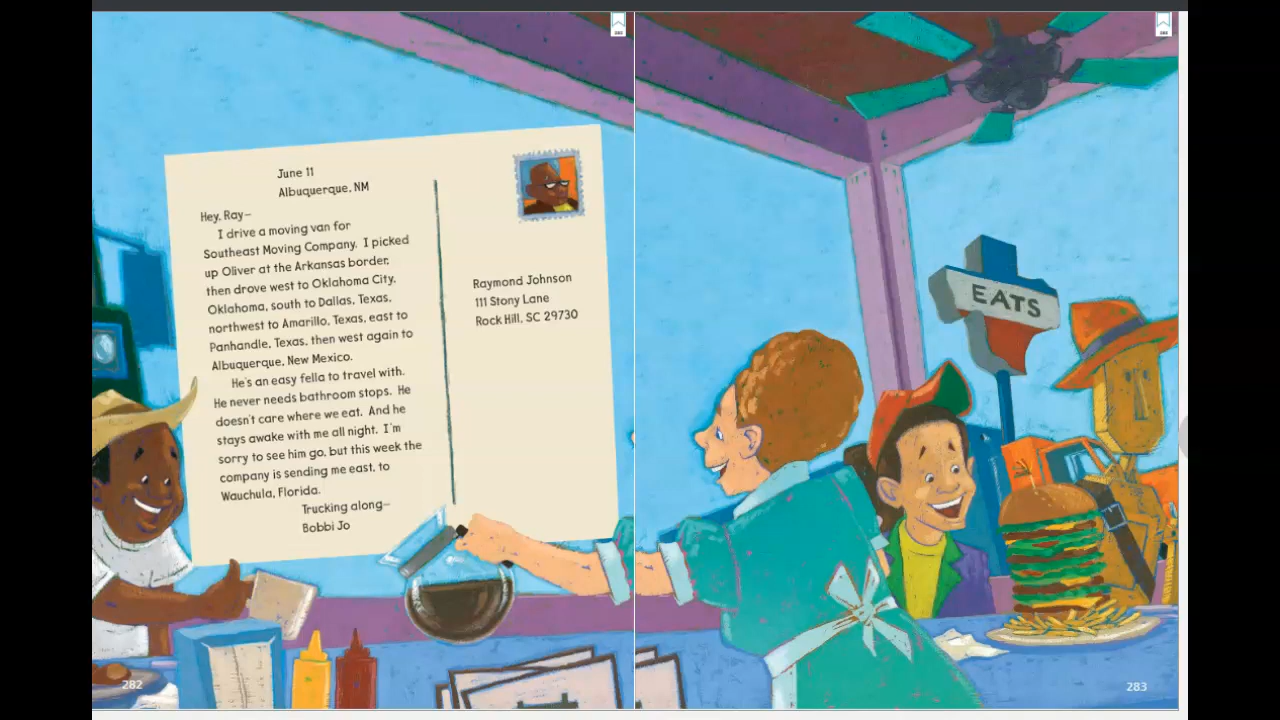 June 11
Albuquerque, NM
Hey, Ray—
I drive a moving van for
Southeast Moving Company. I picked
up Oliver at the Arkansas border,
then drove west to Oklahoma City,
Oklahoma, south to Dallas, Texas,
northwest to Amarillo, Texas, east to
Panhandle, Texas, then west again to
Albuquerque, New Mexico.
He's an easy fella to travel with.
He never needs bathroom stops. He
doesn't care where we eat. And he
stays awake with me all night. I'm
sorry to see him go, but this week the
company is sending me east, to
Wauchula, Florida.
Trucking along—
Bobbi Jo
Raymond Johnson
111 Stony Lane
Rock Hill, SC 29730
EATS
282
283